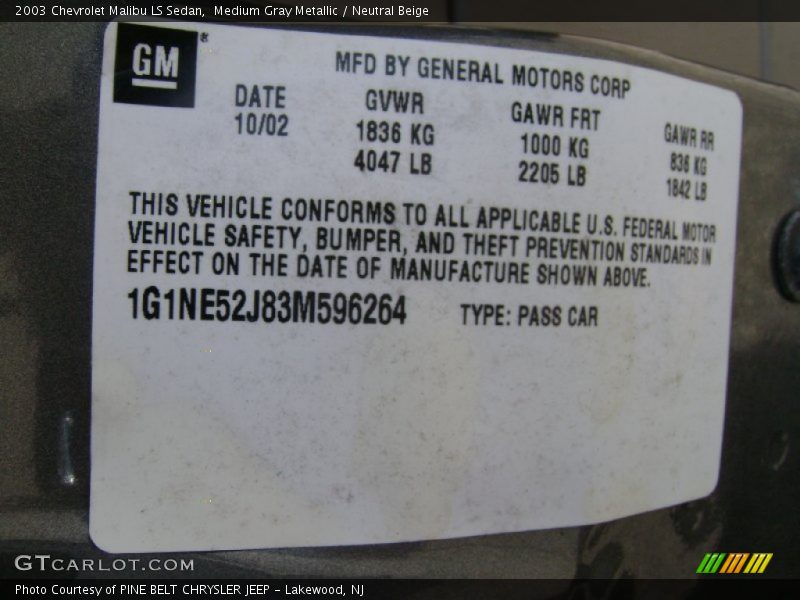 2003 Chevrolet Malibu LS Sedan,  Medium Gray Metallic / Neutral Beige
GM®
MFD BY GENERAL MOTORS CORP
DATE GVWR GAWR FRT GAWR RR
10/02 1836 KG 1000 KG 836 KG
4047 LB 2205 LB 1842 LB
THIS VEHICLE CONFORMS TO ALL APPLICABLE U.S. FEDERAL MOTOR
VEHICLE SAFETY, BUMPER, AND THEFT PREVENTION STANDARDS IN
EFFECT ON THE DATE OF MANUFACTURE SHOWN ABOVE.
1G1NE52J83M596264 TYPE: PASS CAR
GTCARLOT.COM
Photo Courtesy of PINE BELT CHRYSLER JEEP - Lakewood, NJ